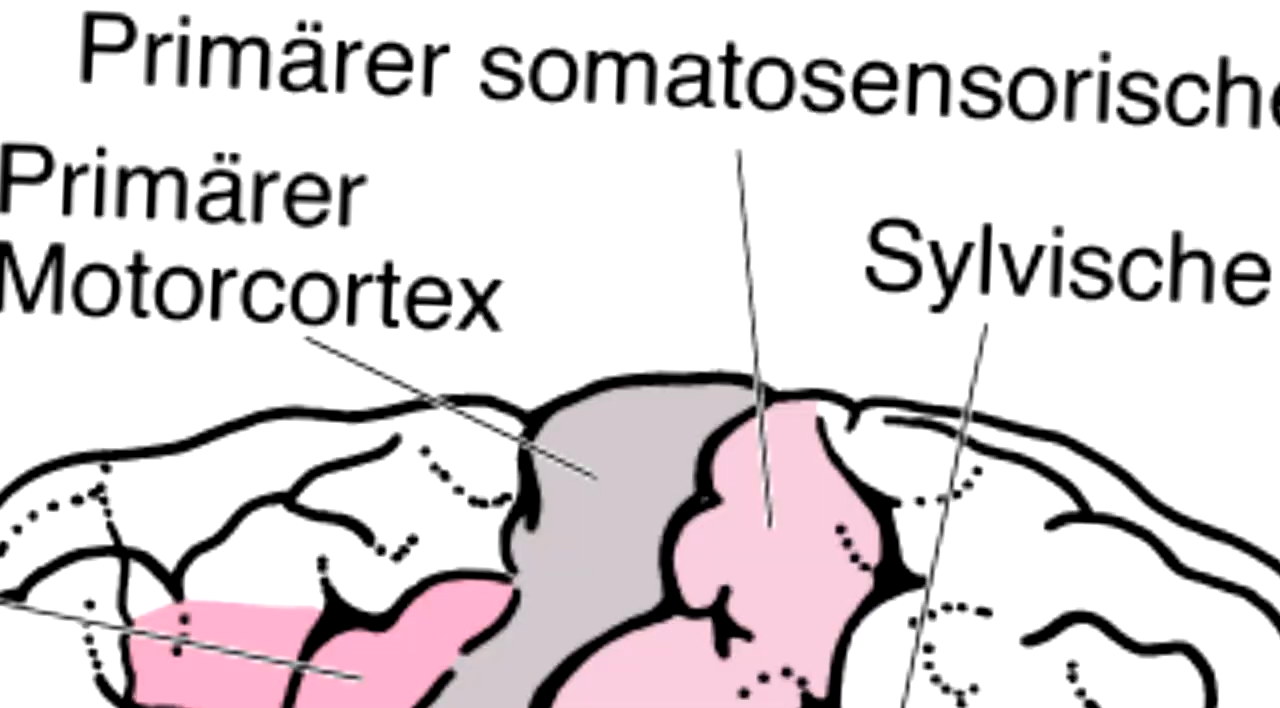 Primärer somatosensorische
Primärer
Motorcortex
Sylvische